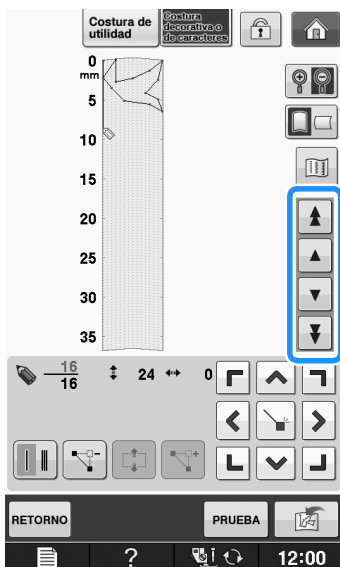 Costura de
utilidad
Costura
decorativa o
de caracteres
0
mm
5
10
15
20
25
30
35
16
16
24
0
RETORNO
PRUEBA
?
12:00